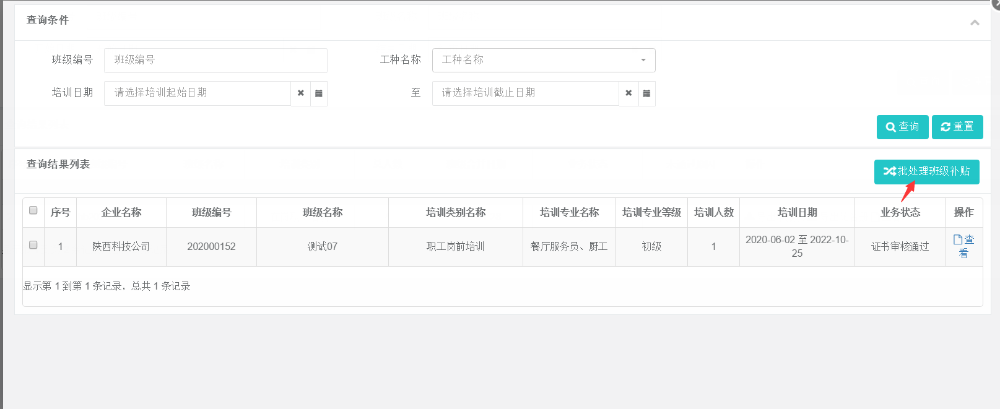 查询条件
班级编号 班级编号 工种名称 工种名称
培训日期 请选择培训起始日期 至 请选择培训截止日期
查询 重置
查询结果列表
批处理班级补贴
序号 企业名称 班级编号 班级名称 培训类别名称 培训专业名称 培训专业等级 培训人数 培训日期 业务状态 操作
1 陕西科技公司 202000152 测试07 职工岗前培训 餐厅服务员、厨工 初级 1 2020-06-02 至 2022-10-25 证书审核通过 查看
显示第 1 到第 1 条记录，总共 1 条记录